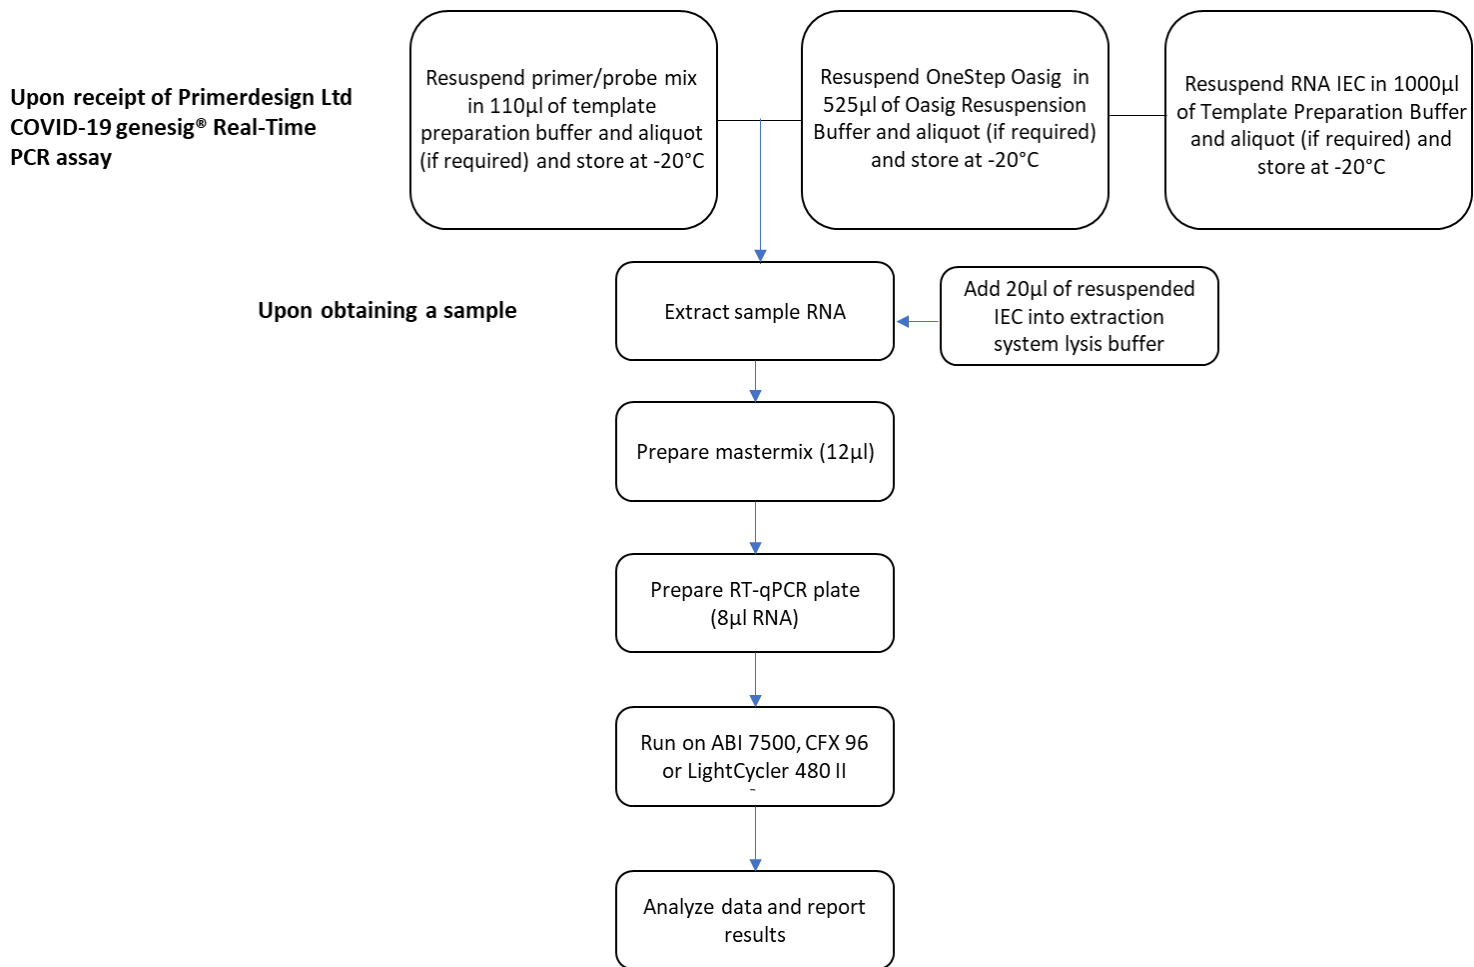 Upon receipt of Primerdesign Ltd
COVID-19 genesig® Real-Time
PCR assay
Resuspend primer/probe mix
in 110µl of template
preparation buffer and aliquot
(if required) and store at -20°C
Resuspend OneStep Oasig in
525µl of Oasig Resuspension
Buffer and aliquot (if required)
and store at -20°C
Resuspend RNA IEC in 1000µl
of Template Preparation Buffer
and aliquot (if required) and
store at -20°C
Upon obtaining a sample
Extract sample RNA
Add 20µl of resuspended
IEC into extraction
system lysis buffer
Prepare mastermix (12µl)
Prepare RT-qPCR plate
(8µl RNA)
Run on ABI 7500, CFX 96
or LightCycler 480 II
-
Analyze data and report
results